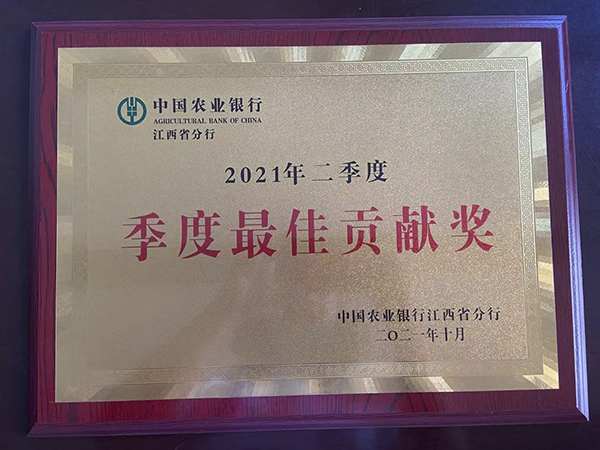 中国农业银行
AGRICULTURAL BANK OF CHINA
江西省分行
2021年二季度
季度最佳贡献奖
中国农业银行江西省分行
二〇二一年十月